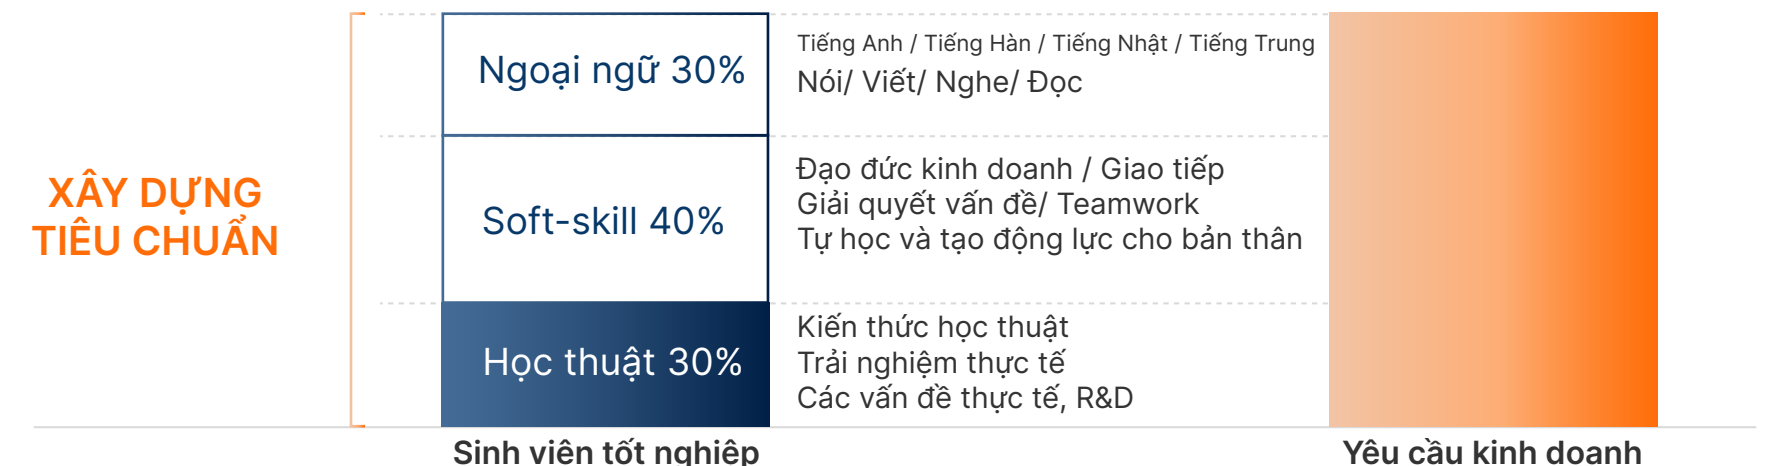 XÂY DỰNG
TIÊU CHUẨN
Ngoại ngữ 30%
Tiếng Anh / Tiếng Hàn / Tiếng Nhật / Tiếng Trung
Nói/ Viết/ Nghe/ Đọc
Soft-skill 40%
Đạo đức kinh doanh / Giao tiếp
Giải quyết vấn đề/ Teamwork
Tự học và tạo động lực cho bản thân
Học thuật 30%
Kiến thức học thuật
Trải nghiệm thực tế
Các vấn đề thực tế, R&D
Sinh viên tốt nghiệp
Yêu cầu kinh doanh